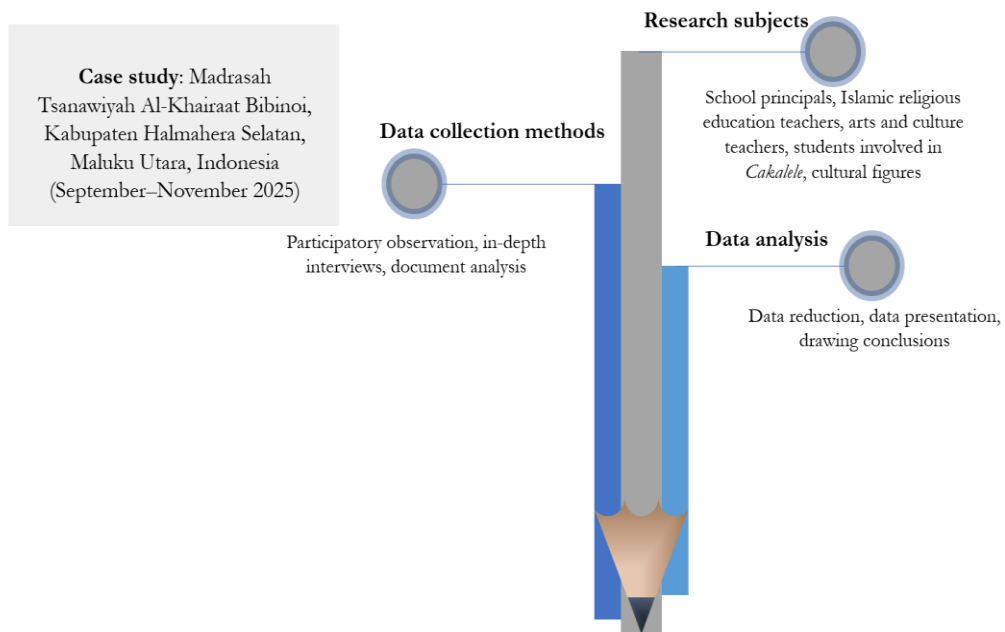 Case study: Madrasah
Tsanawiyah Al-Khairaat Bibinoi,
Kabupaten Halmahera Selatan,
Maluku Utara, Indonesia
(September–November 2025)
Research subjects
School principals, Islamic religious
education teachers, arts and culture
teachers, students involved in
Cakalele, cultural figures
Data collection methods
Participatory observation, in-depth
interviews, document analysis
Data analysis
Data reduction, data presentation,
drawing conclusions